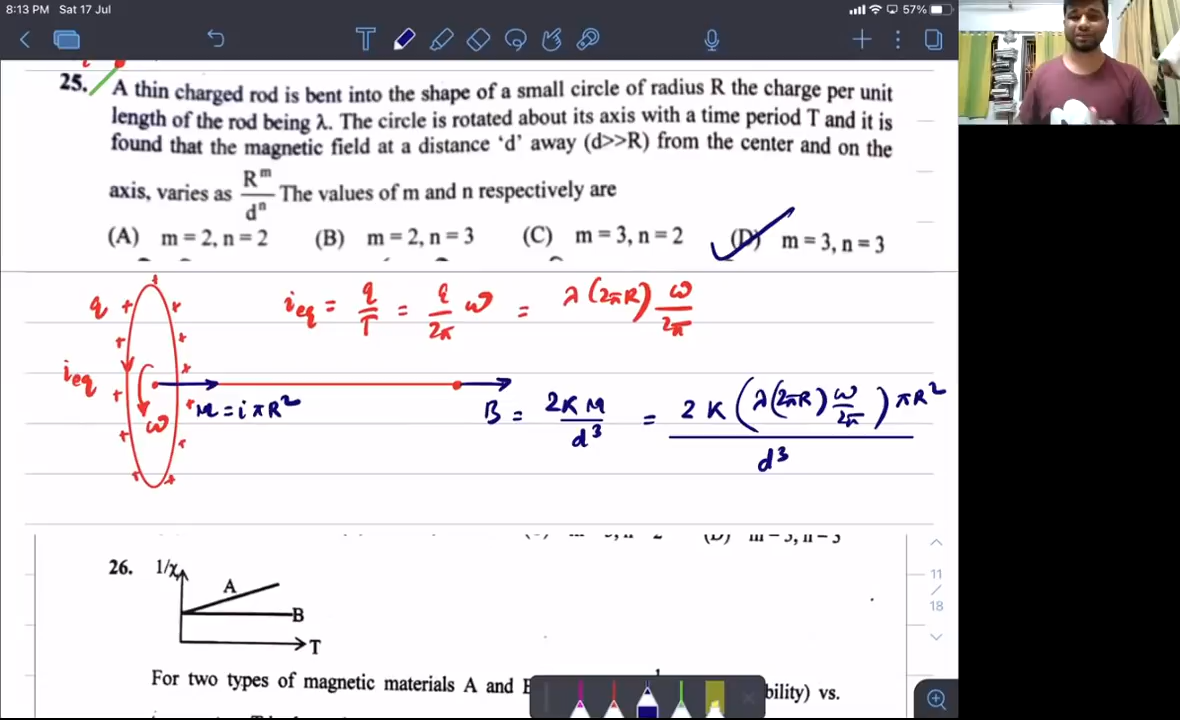 8:13 PM Sat 17 Jul 57%
25. A thin charged rod is bent into the shape of a small circle of radius R the charge per unit
length of the rod being λ. The circle is rotated about its axis with a time period T and it is
found that the magnetic field at a distance 'd' away (d>>R) from the center and on the
axis, varies as R^m/d^n The values of m and n respectively are
(A) m = 2, n = 2 (B) m = 2, n = 3 (C) m = 3, n = 2 (D) m = 3, n = 3
q i_eq = q/T = q/2π ω = λ(2πR) ω/2π
i_eq ω M = iπR² B = 2KM/d³ = 2K(λ(2πR) ω/2π)πR²/d³
(D) m = 3, n = 3
11
/
18
26. 1/χ A B T
For two types of magnetic materials A and
bility) vs.